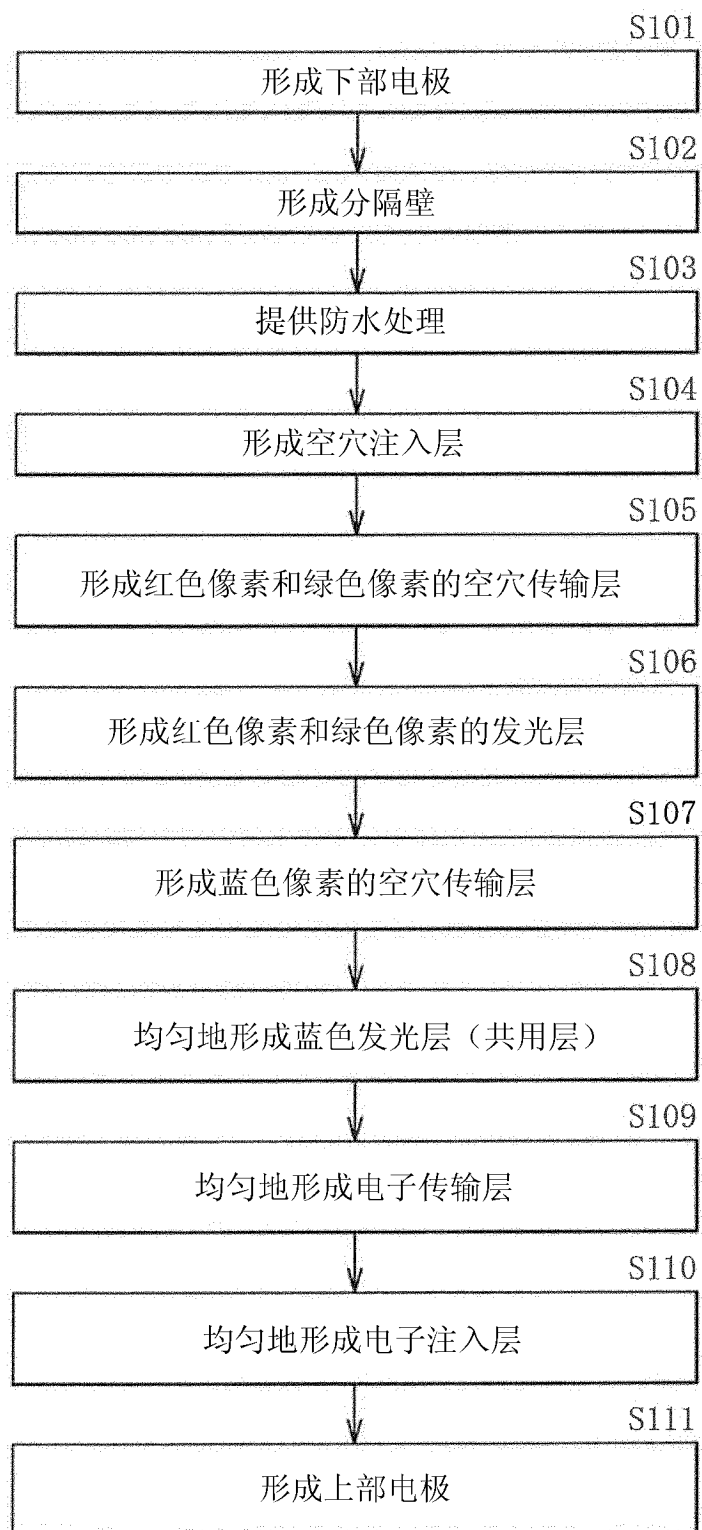 S101
形成下部电极
S102
形成分隔壁
S103
提供防水处理
S104
形成空穴注入层
S105
形成红色像素和绿色像素的空穴传输层
S106
形成红色像素和绿色像素的发光层
S107
形成蓝色像素的空穴传输层
S108
均匀地形成蓝色发光层（共用层）
S109
均匀地形成电子传输层
S110
均匀地形成电子注入层
S111
形成上部电极